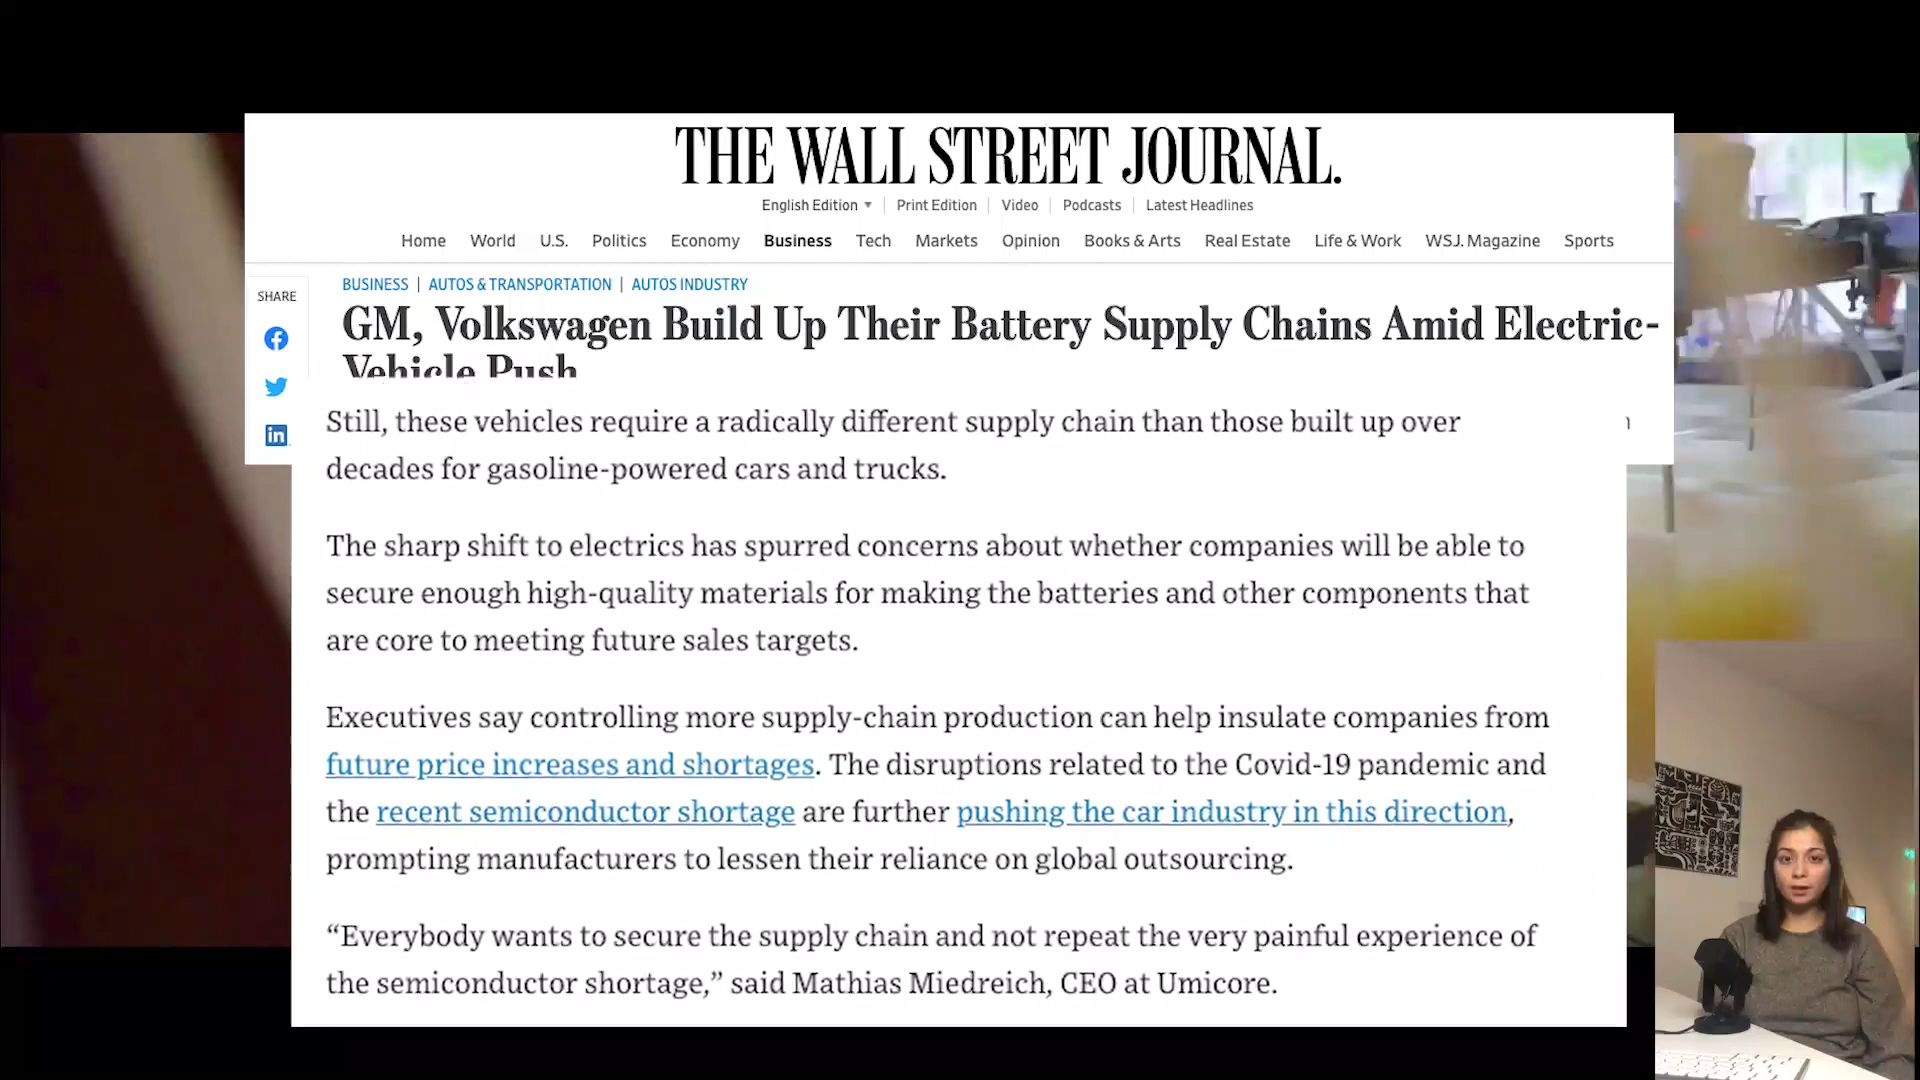 THE WALL STREET JOURNAL.
English Edition Print Edition Video Podcasts Latest Headlines
Home World U.S. Politics Economy Business Tech Markets Opinion Books & Arts Real Estate Life & Work WSJ. Magazine Sports
SHARE
BUSINESS | AUTOS & TRANSPORTATION | AUTOS INDUSTRY
GM, Volkswagen Build Up Their Battery Supply Chains Amid Electric-
Vehicle Push
Still, these vehicles require a radically different supply chain than those built up over
decades for gasoline-powered cars and trucks.
The sharp shift to electrics has spurred concerns about whether companies will be able to
secure enough high-quality materials for making the batteries and other components that
are core to meeting future sales targets.
Executives say controlling more supply-chain production can help insulate companies from
future price increases and shortages. The disruptions related to the Covid-19 pandemic and
the recent semiconductor shortage are further pushing the car industry in this direction,
prompting manufacturers to lessen their reliance on global outsourcing.
“Everybody wants to secure the supply chain and not repeat the very painful experience of
the semiconductor shortage,” said Mathias Miedreich, CEO at Umicore.